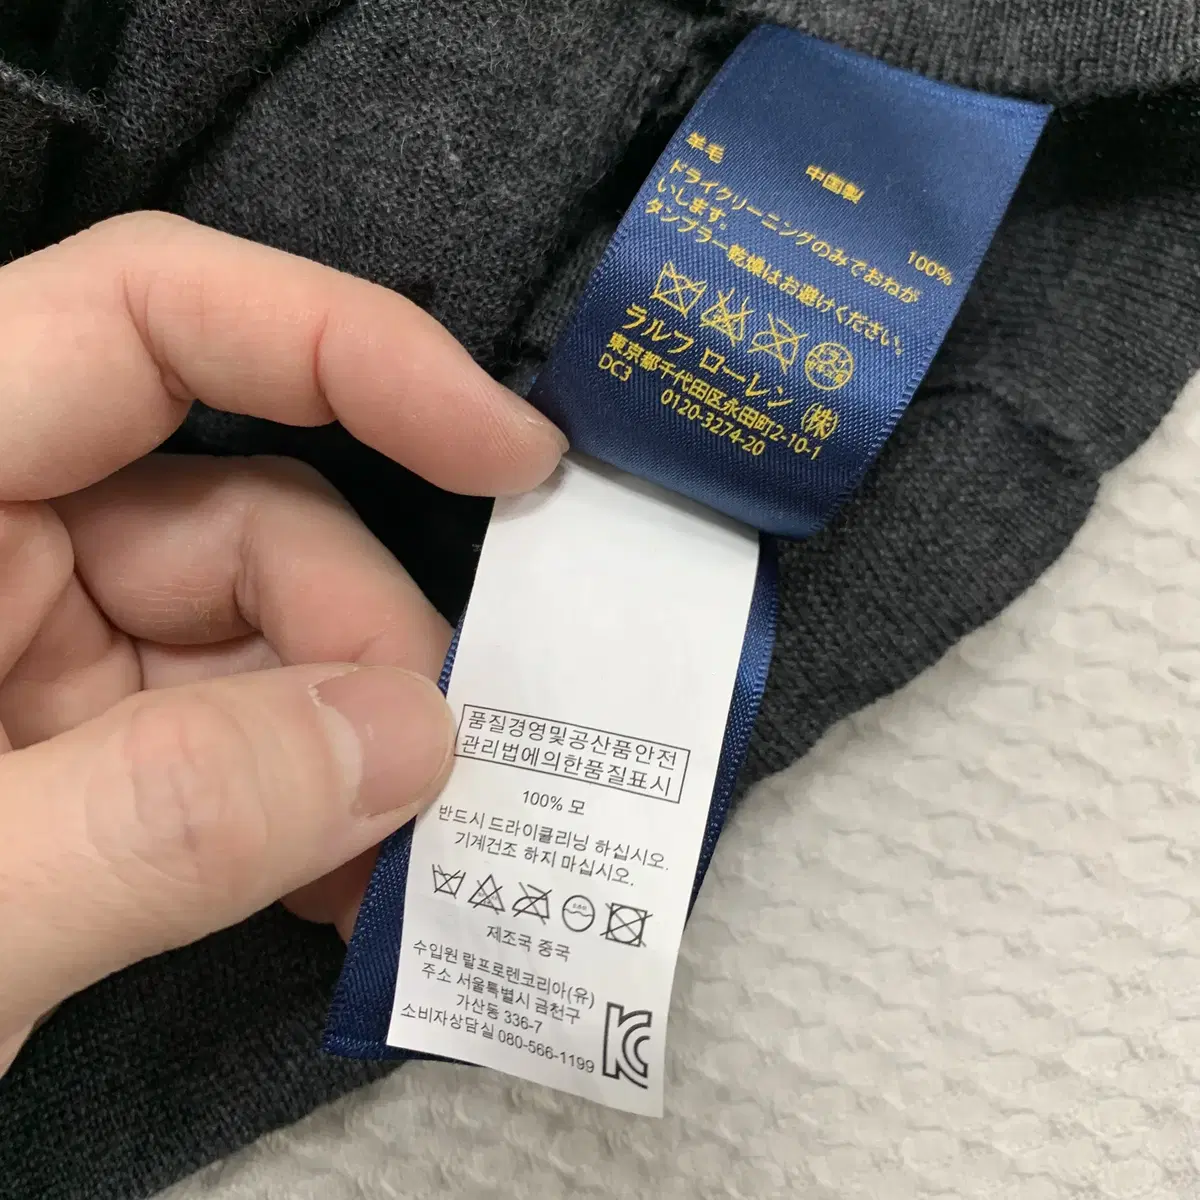 羊毛 100%
中国製
ドライクリーニングのみでおねが
いします。
タンブラー乾燥はお避けください。
ラルフ ローレン (株)
東京都千代田区永田町2-10-1
DC3 0120-3274-20
품질경영및공산품안전
관리법에의한품질표시
100% 모
반드시 드라이클리닝 하십시오.
기계건조 하지 마십시오.
제조국 중국
수입원 랄프로렌코리아(유)
주소 서울특별시 금천구
가산동 336-7
소비자상담실 080-566-1199